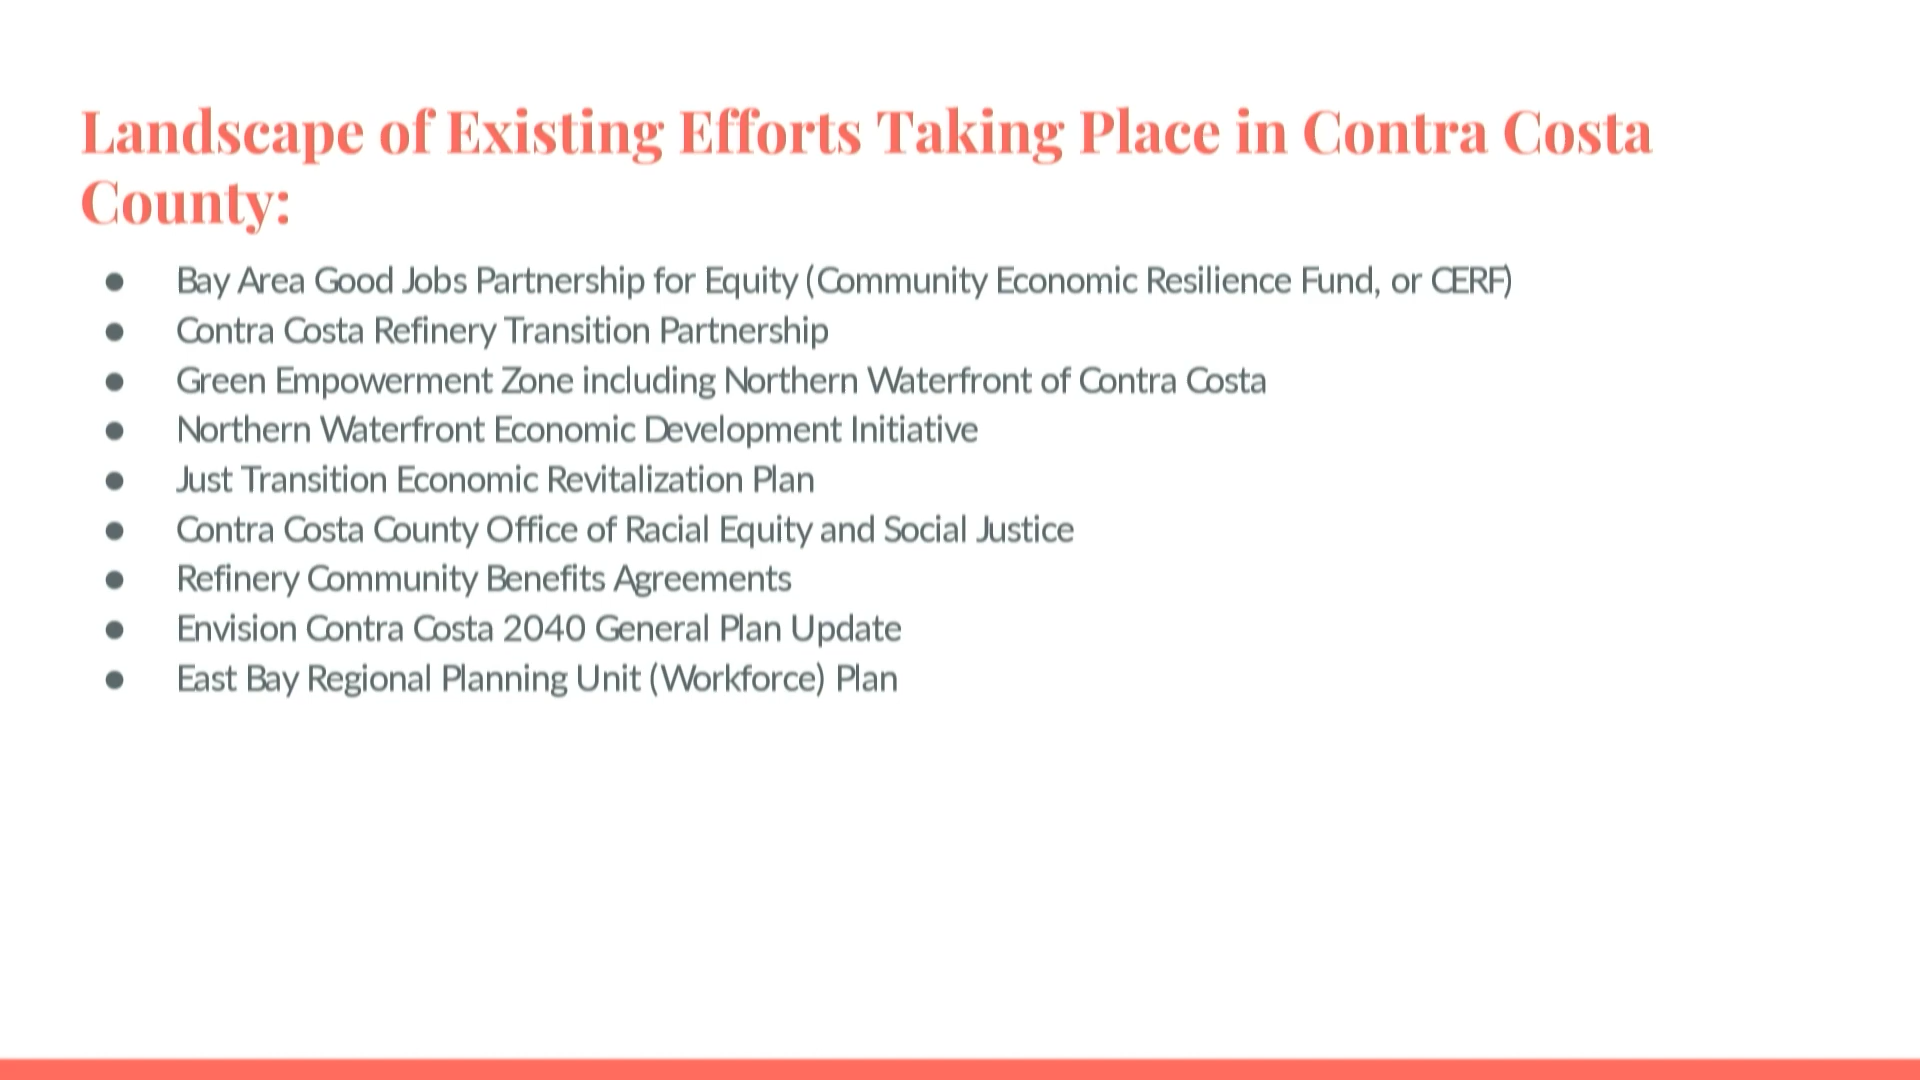 Landscape of Existing Efforts Taking Place in Contra Costa
County:
● Bay Area Good Jobs Partnership for Equity (Community Economic Resilience Fund, or CERF)
● Contra Costa Refinery Transition Partnership
● Green Empowerment Zone including Northern Waterfront of Contra Costa
● Northern Waterfront Economic Development Initiative
● Just Transition Economic Revitalization Plan
● Contra Costa County Office of Racial Equity and Social Justice
● Refinery Community Benefits Agreements
● Envision Contra Costa 2040 General Plan Update
● East Bay Regional Planning Unit (Workforce) Plan